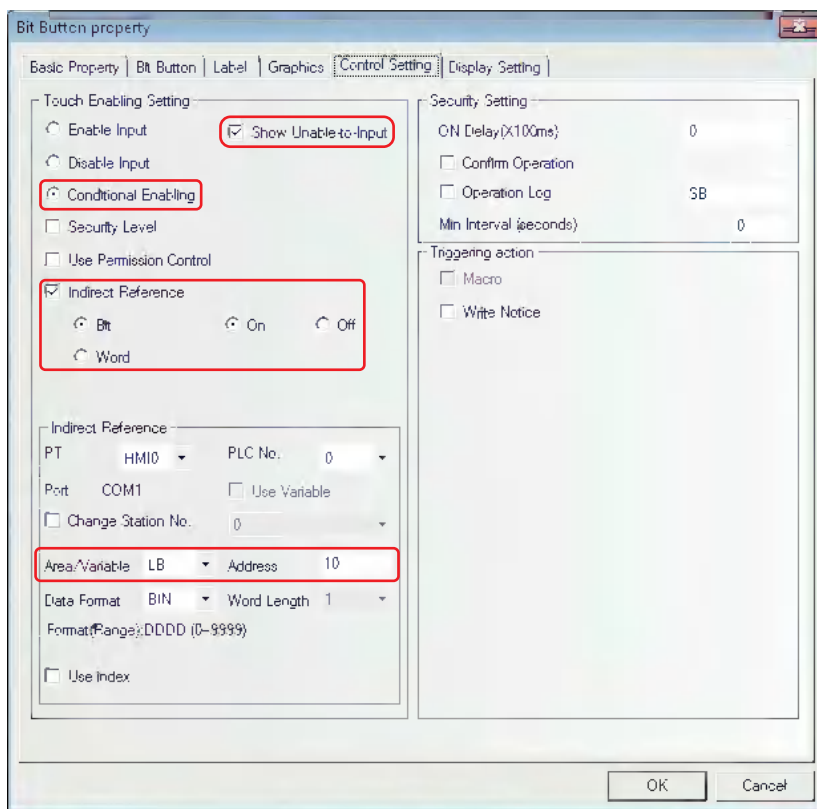 Bit Button property
Basic Property Bit Button Label Graphics Control Setting Display Setting
Touch Enabling Setting
Enable Input Show Unable-to-Input
Disable Input
Conditional Enabling
Security Level
Use Permission Control
Indirect Reference
Bit On Off
Word
Indirect Reference
PT HMI0 PLC No. 0
Port COM1 Use Variable
Change Station No. 0
Area/Variable LB Address 10
Data Format BIN Word Length 1
Format(Range):DDDD (0~9999)
Use Index
Security Setting
ON Delay(X100ms) 0
Confirm Operation
Operation Log SB
Min Interval (seconds) 0
Triggering action
Macro
Write Notice
OK Cancel